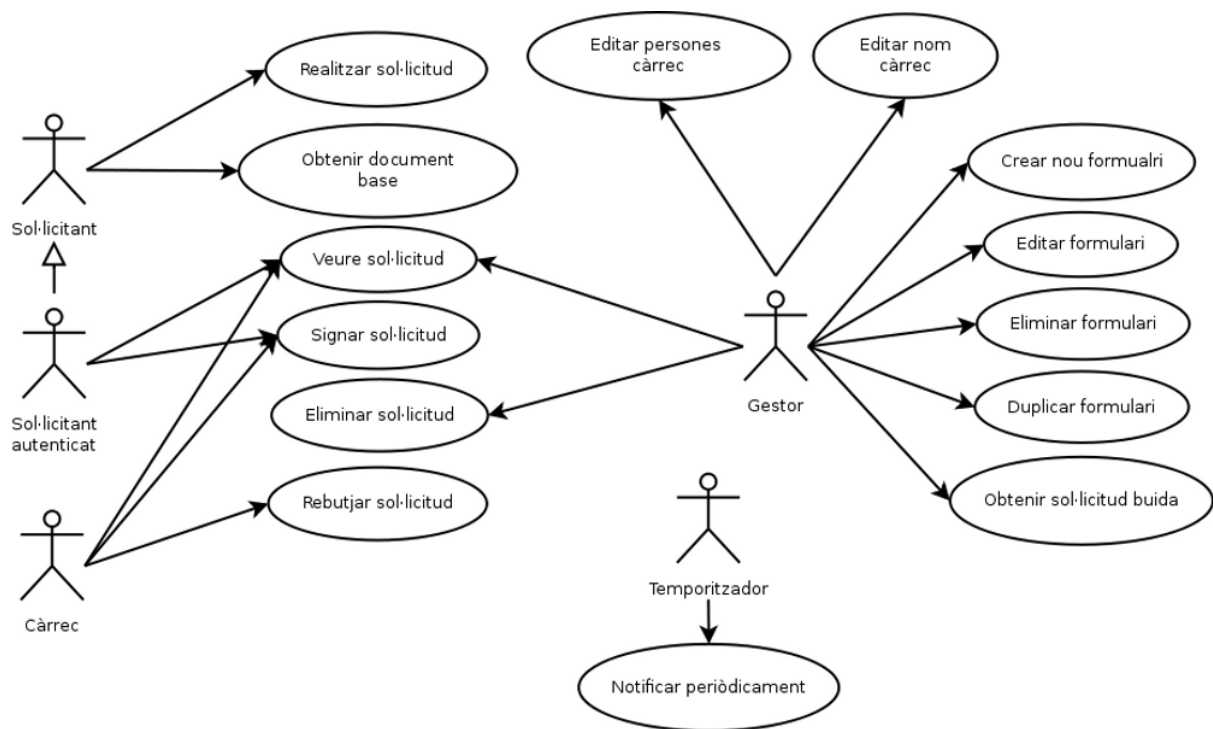 Realitzar sol·licitud
Obtenir document
base
Sol·licitant
Veure sol·licitud
Signar sol·licitud
Sol·licitant
autenticat
Eliminar sol·licitud
Rebutjar sol·licitud
Càrrec
Editar persones
càrrec
Editar nom
càrrec
Gestor
Crear nou formualri
Editar formulari
Eliminar formulari
Duplicar formulari
Obtenir sol·licitud buida
Temporitzador
Notificar periòdicament